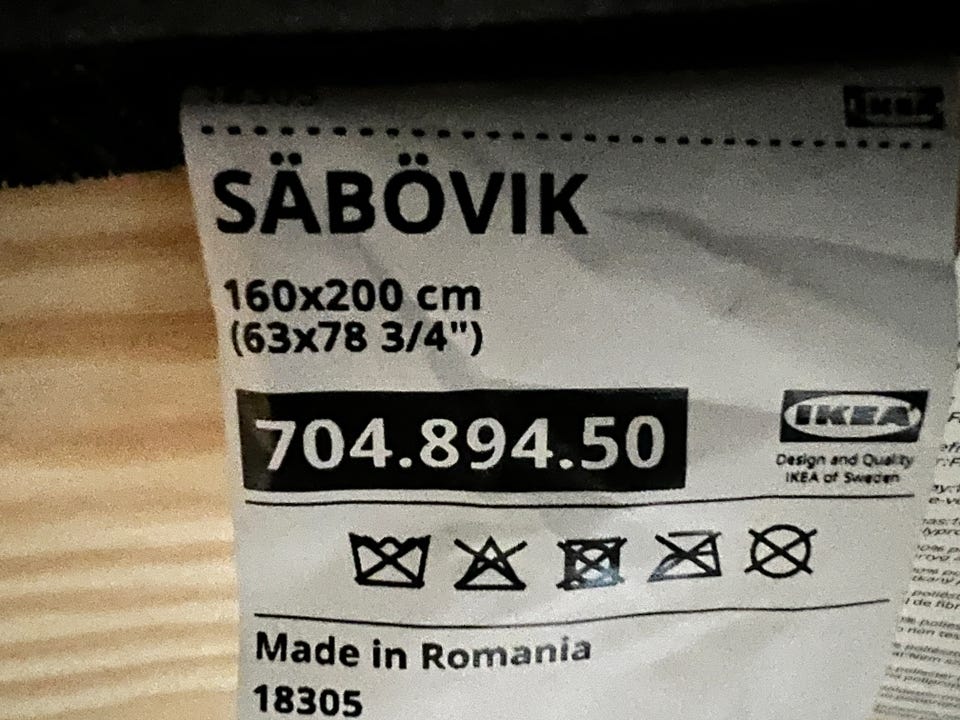 IKEA
SÄBÖVIK
160x200 cm
(63x78 3/4")
704.894.50
IKEA
Design and Quality
IKEA of Sweden
Made in Romania
18305